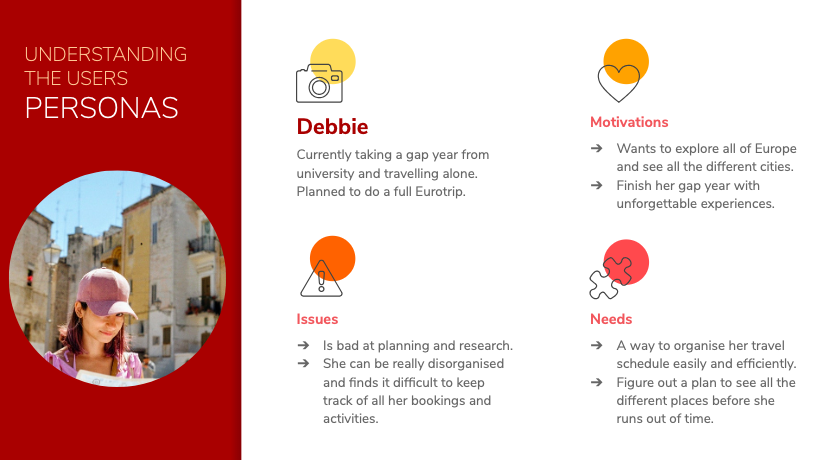 UNDERSTANDING
THE USERS
PERSONAS
Debbie
Currently taking a gap year from
university and travelling alone.
Planned to do a full Eurotrip.
Motivations
➔ Wants to explore all of Europe
and see all the different cities.
➔ Finish her gap year with
unforgettable experiences.
Issues
➔ Is bad at planning and research.
➔ She can be really disorganised
and finds it difficult to keep
track of all her bookings and
activities.
Needs
➔ A way to organise her travel
schedule easily and efficiently.
➔ Figure out a plan to see all the
different places before she
runs out of time.